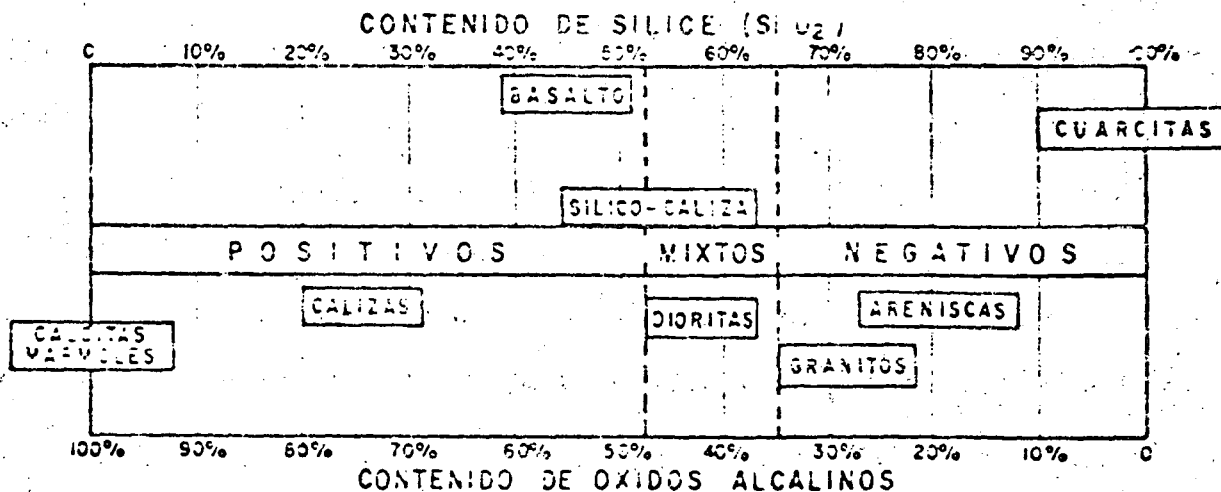 CONTENIDO DE SILICE (SiO2)
0 10% 20% 30% 40% 50% 60% 70% 80% 90% 100%
BASALTO
CUARCITAS
SILICO-CALIZA
POSITIVOS MIXTOS NEGATIVOS
CALIZAS
DIORITAS
ARENISCAS
CALCITAS
MARMOLES
GRANITOS
100% 90% 80% 70% 60% 50% 40% 30% 20% 10% 0
CONTENIDO DE OXIDOS ALCALINOS